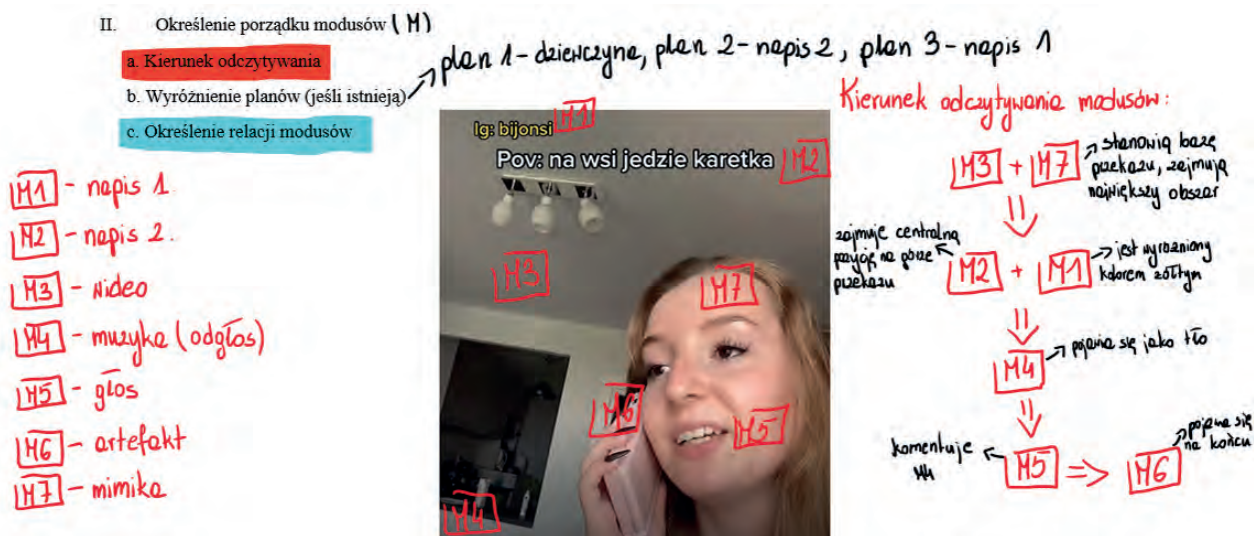 II. Określenie porządku modusów (M)
a. Kierunek odczytywania
b. Wyróżnienie planów (jeśli istnieją)
plan 1 - dziewczyna, plan 2 - napis 2, plan 3 - napis 1
c. Określenie relacji modusów
M1 - napis 1
M2 - napis 2.
M3 - wideo
M4 - muzyka (odgłos)
M5 - głos
M6 - artefakt
M7 - mimika
Ig: bijonsi M1
Pov: na wsi jedzie karetka M2
M3
M7
M6
M5
M4
Kierunek odczytywania modusów:
M3 + M7
stanowią bazę
przekazu, zajmują
największy obszar
zajmuje centralną
pozycję na górze
przekazu
M2 + M1
jest wyróżniony
kolorem żółtym
M4
pojawia się jako tło
komentuje
M4
M5 => M6
pojawia się
na końcu